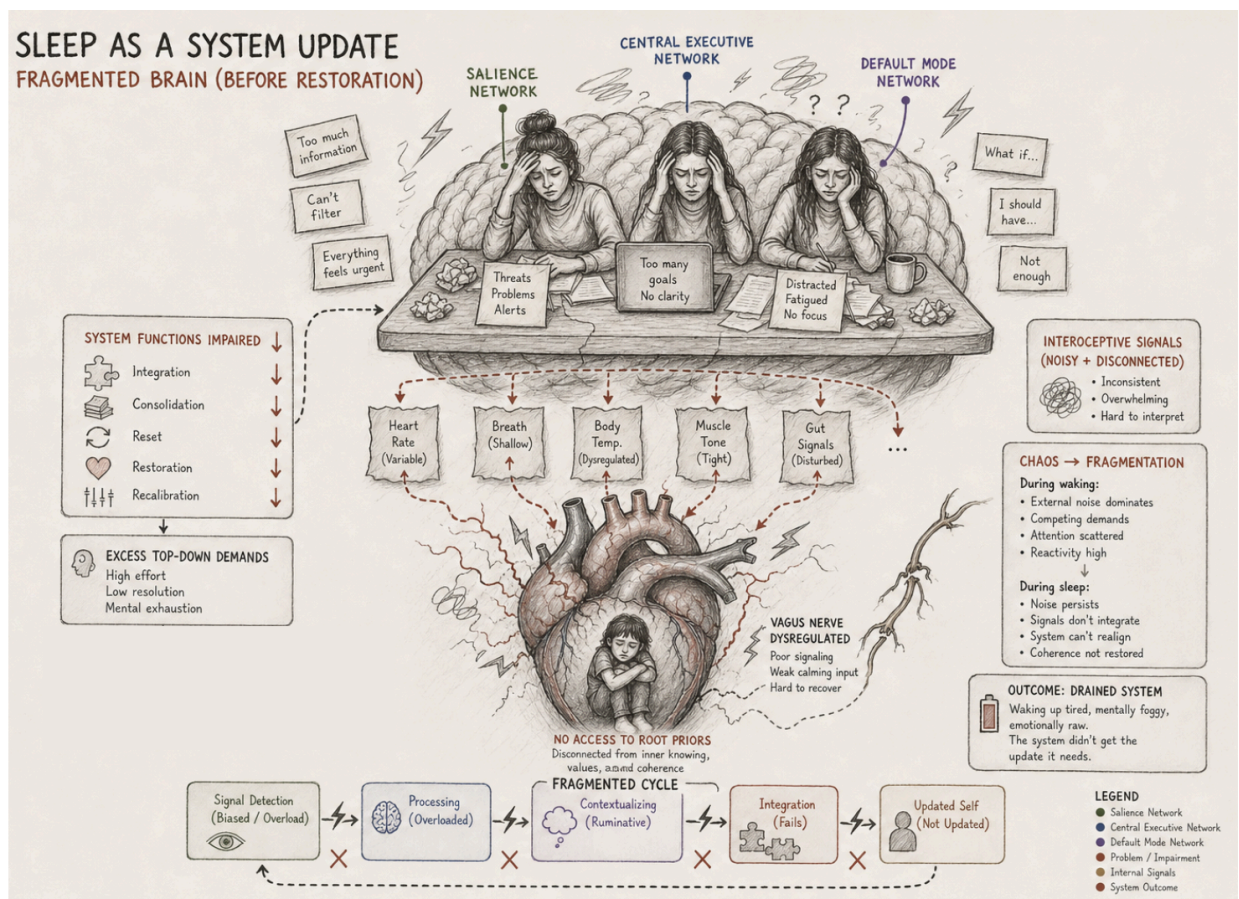 SLEEP AS A SYSTEM UPDATE
FRAGMENTED BRAIN (BEFORE RESTORATION)
SALIENCE
NETWORK
CENTRAL EXECUTIVE
NETWORK
DEFAULT MODE
NETWORK
? ?
Too much
information
Can't
filter
Everything
feels urgent
What if...
I should
have...
Not
enough
Threats
Problems
Alerts
Too many
goals
No clarity
Distracted
Fatigued
No focus
SYSTEM FUNCTIONS IMPAIRED
Integration
Consolidation
Reset
Restoration
Recalibration
EXCESS TOP-DOWN DEMANDS
High effort
Low resolution
Mental exhaustion
Heart
Rate
(Variable)
Breath
(Shallow)
Body
Temp.
(Dysregulated)
Muscle
Tone
(Tight)
Gut
Signals
(Disturbed)
...
INTEROCEPTIVE SIGNALS
(NOISY + DISCONNECTED)
• Inconsistent
• Overwhelming
• Hard to interpret
CHAOS → FRAGMENTATION
During waking:
• External noise dominates
• Competing demands
• Attention scattered
• Reactivity high
During sleep:
• Noise persists
• Signals don't integrate
• System can't realign
• Coherence not restored
VAGUS NERVE
DYSREGULATED
Poor signaling
Weak calming input
Hard to recover
OUTCOME: DRAINED SYSTEM
Waking up tired, mentally foggy,
emotionally raw.
The system didn't get the
update it needs.
NO ACCESS TO ROOT PRIORS
Disconnected from inner knowing,
values, coherence
FRAGMENTED CYCLE
Signal Detection
(Biased / Overload)
Processing
(Overloaded)
Contextualizing
(Ruminative)
Integration
(Fails)
Updated Self
(Not Updated)
LEGEND
Salience Network
Central Executive Network
Default Mode Network
Problem / Impairment
Internal Signals
System Outcome